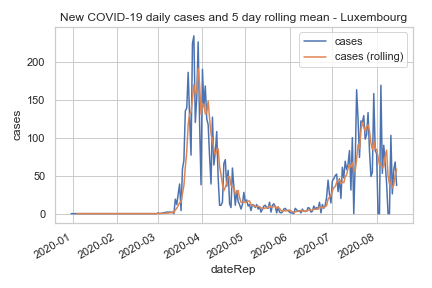 New COVID-19 daily cases and 5 day rolling mean - Luxembourg
cases
cases (rolling)
200
150
100
50
0
cases
2020-01
2020-02
2020-03
2020-04
2020-05
2020-06
2020-07
2020-08
dateRep